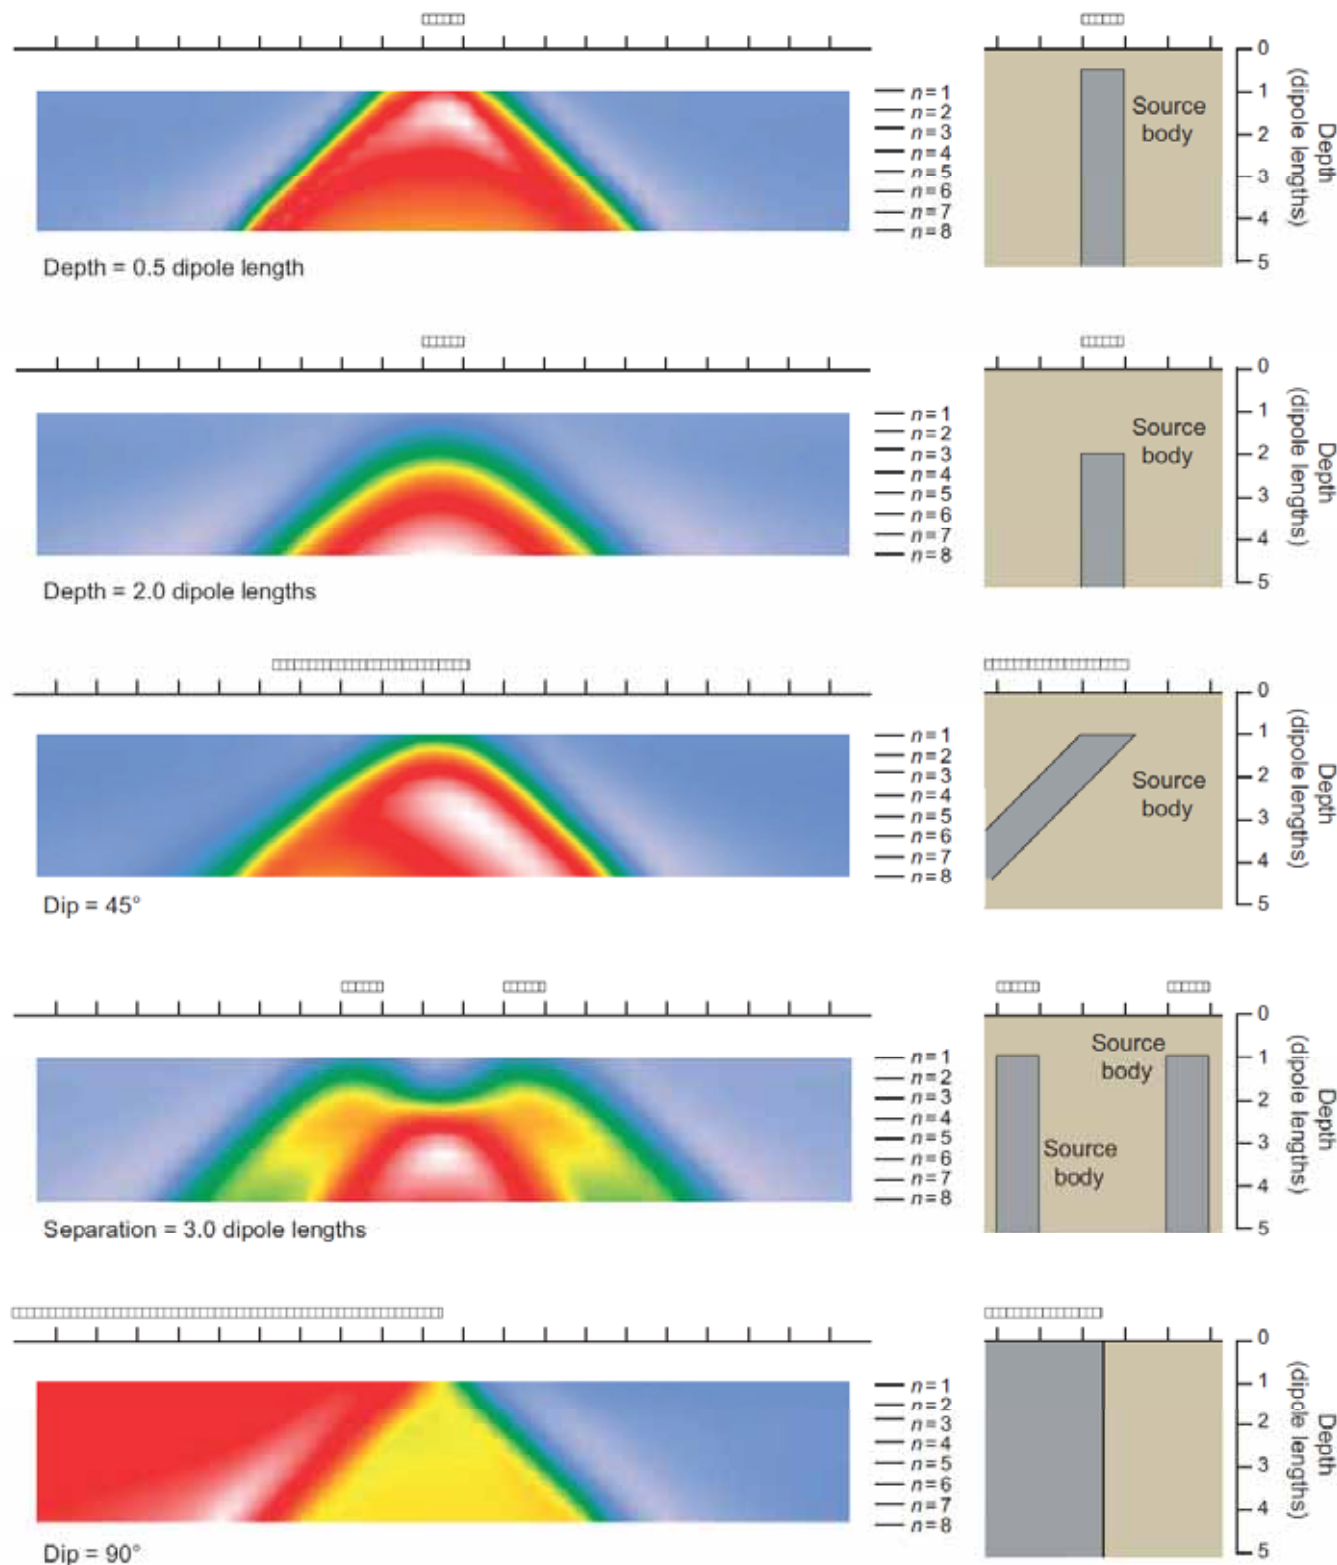 n=1
n=2
n=3
n=4
n=5
n=6
n=7
n=8
Depth = 0.5 dipole length
Source
body
0
1
2
3
4
5
Depth
(dipole lengths)
n=1
n=2
n=3
n=4
n=5
n=6
n=7
n=8
Depth = 2.0 dipole lengths
Source
body
0
1
2
3
4
5
Depth
(dipole lengths)
n=1
n=2
n=3
n=4
n=5
n=6
n=7
n=8
Dip = 45°
Source
body
0
1
2
3
4
5
Depth
(dipole lengths)
n=1
n=2
n=3
n=4
n=5
n=6
n=7
n=8
Separation = 3.0 dipole lengths
Source
body
Source
body
0
1
2
3
4
5
Depth
(dipole lengths)
n=1
n=2
n=3
n=4
n=5
n=6
n=7
n=8
Dip = 90°
0
1
2
3
4
5
Depth
(dipole lengths)